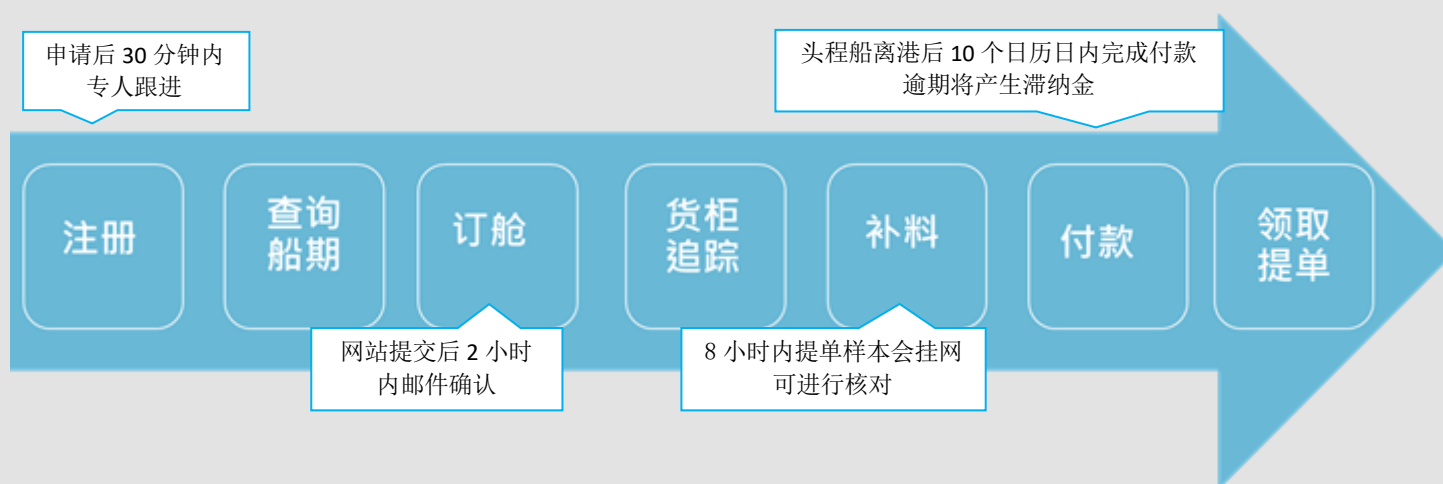 申请后 30 分钟内
专人跟进
头程船离港后 10 个日历日内完成付款
逾期将产生滞纳金
注册
查询
船期
订舱
货柜
追踪
补料
付款
领取
提单
网站提交后 2 小时
内邮件确认
8 小时内提单样本会挂网
可进行核对